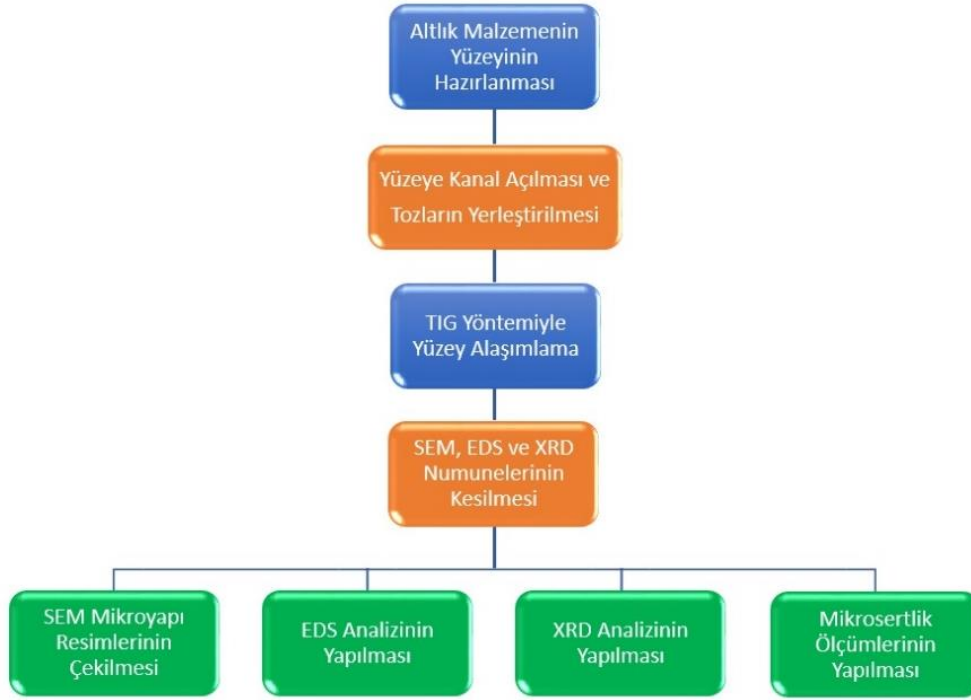 Altlık Malzemenin
Yüzeyinin
Hazırlanması
Yüzeye Kanal Açılması ve
Tozların Yerleştirilmesi
TIG Yöntemiyle
Yüzey Alaşımlama
SEM, EDS ve XRD
Numunelerinin
Kesilmesi
SEM Mikroyapı
Resimlerinin
Çekilmesi
EDS Analizinin
Yapılması
XRD Analizinin
Yapılması
Mikrosertlik
Ölçümlerinin
Yapılması